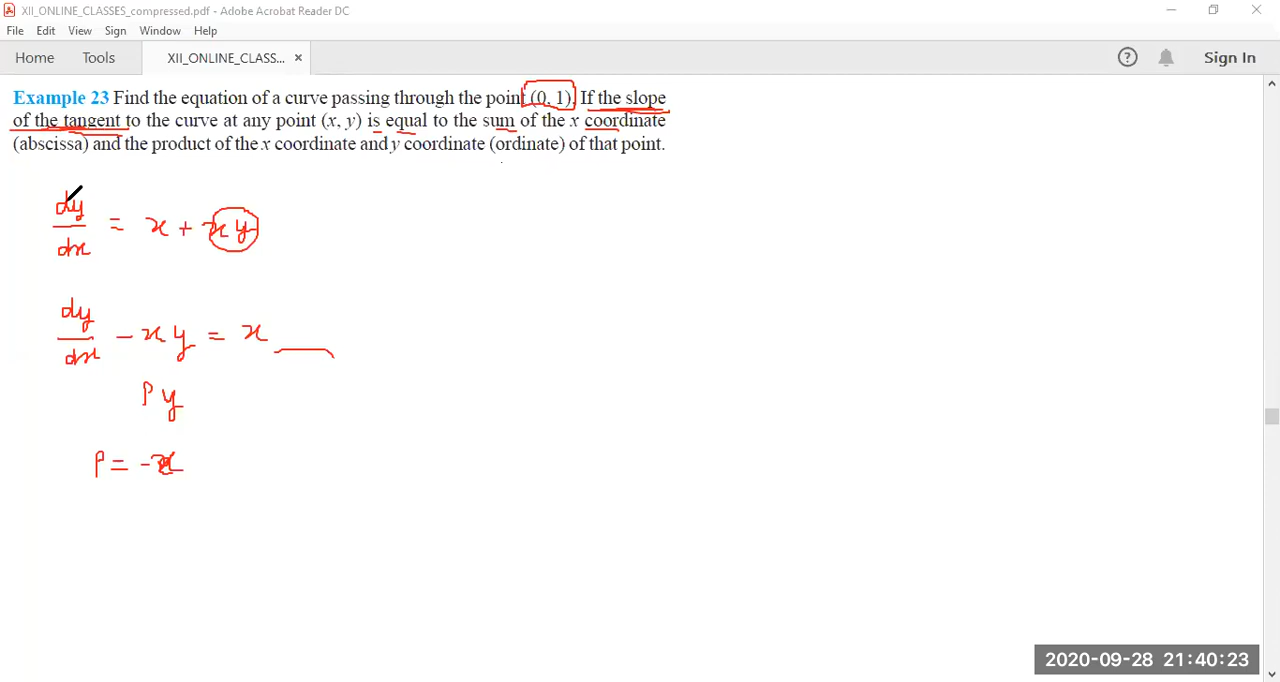 XII_ONLINE_CLASSES_compressed.pdf - Adobe Acrobat Reader DC
File Edit View Sign Window Help
Home Tools XII_ONLINE_CLASS... × Sign In
Example 23 Find the equation of a curve passing through the point (0, 1). If the slope
of the tangent to the curve at any point (x, y) is equal to the sum of the x coordinate
(abscissa) and the product of the x coordinate and y coordinate (ordinate) of that point.
dy/dx = x + xy
dy/dx - xy = x
Py
P = -x
2020-09-28 21:40:23